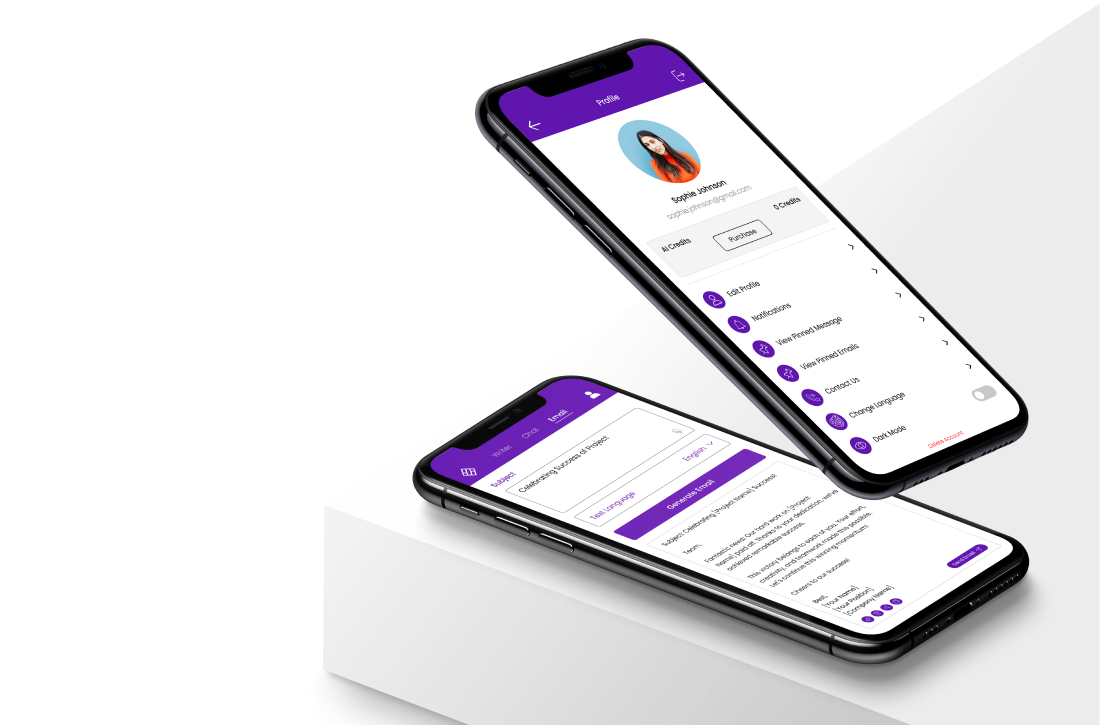 Profile
Sophie Johnson
sophiejohnson@gmail.com
AI Credits
0 Credits
Purchase
Edit Profile
Notifications
View Pinned Message
View Pinned Emails
Contact Us
Change Language
Dark Mode
Delete Account
Writer Chat Email
Subject
Celebrating Success of Project
Text Language English
Generate Email
Subject: Celebrating [Project Name] Success
Team,
Fantastic news! Our hard work on [Project
Name] paid off. Thanks to your dedication, we've
achieved remarkable success.
This victory belongs to each of you. Your effort,
creativity, and teamwork made this possible.
Let's continue this winning momentum!
Cheers to our success!
Best,
[Your Name]
[Your Position]
[Company Name]